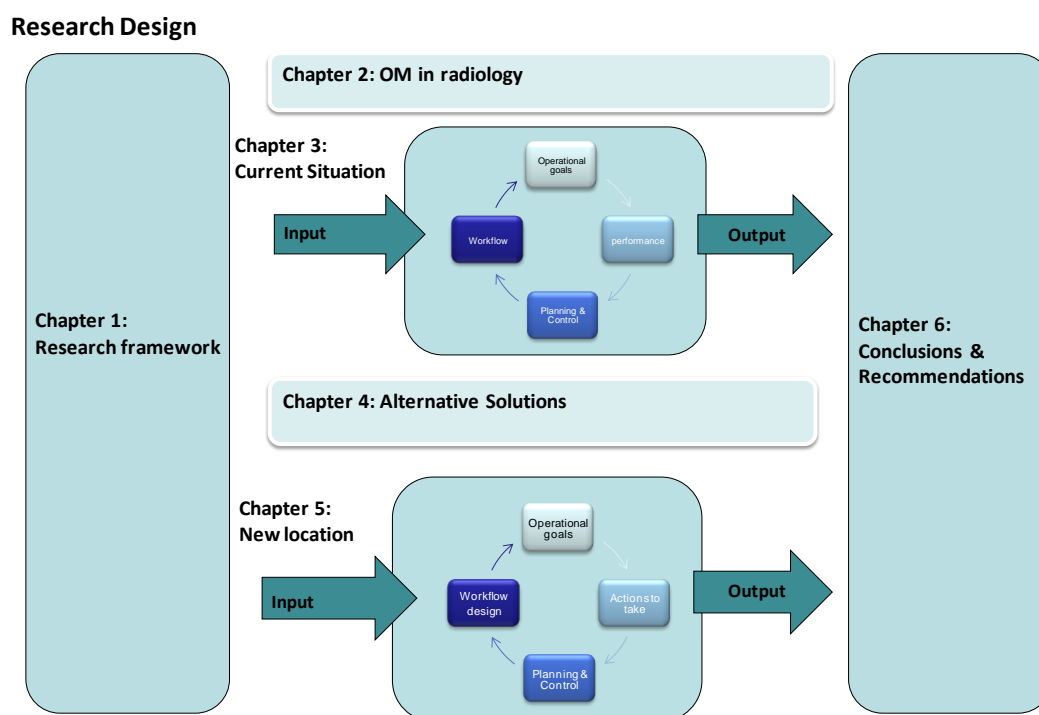 Research Design
Chapter 2: OM in radiology
Chapter 3:
Current Situation
Operational
goals
Input
Workflow
performance
Output
Planning &
Control
Chapter 1:
Research framework
Chapter 6:
Conclusions &
Recommendations
Chapter 4: Alternative Solutions
Chapter 5:
New location
Operational
goals
Input
Workflow
design
Actions to
take
Output
Planning &
Control